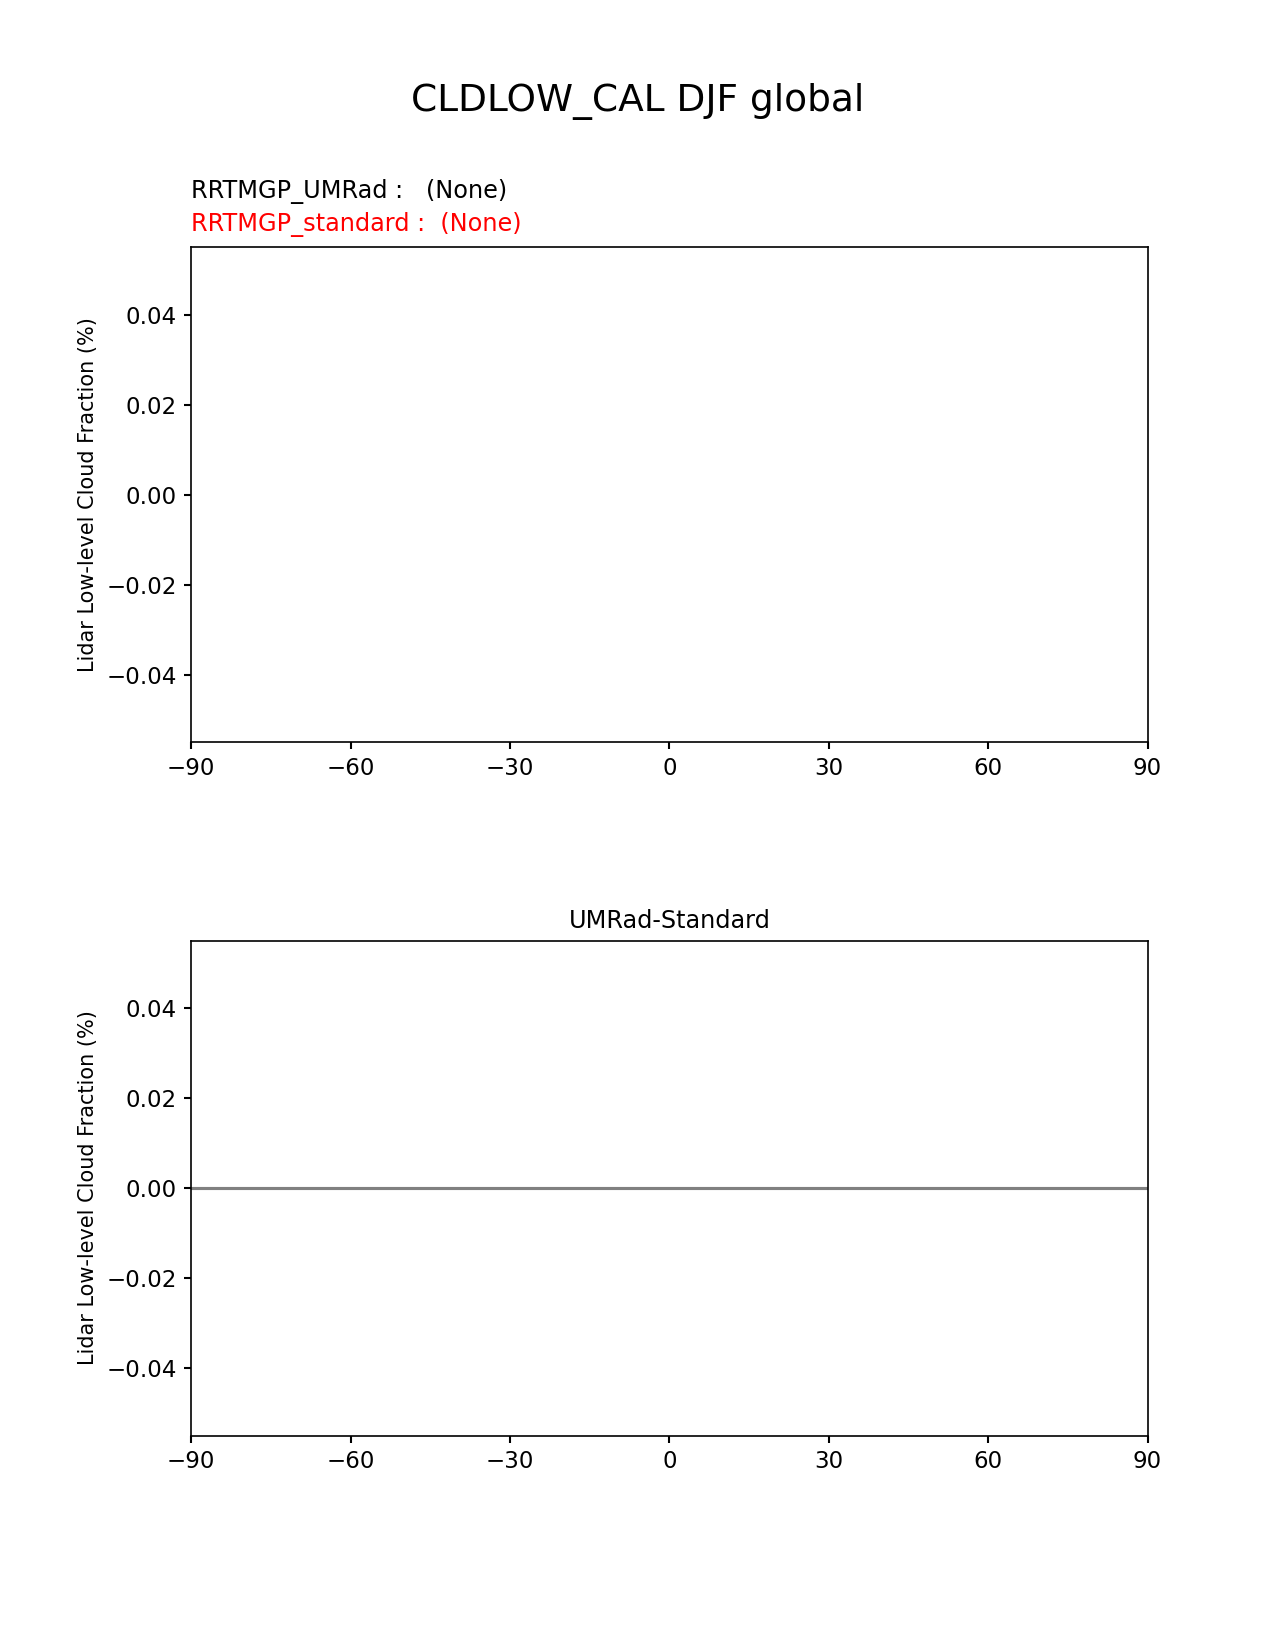 CLDLOW_CAL DJF global
RRTMGP_UMRad :   (None)
RRTMGP_standard :  (None)
Lidar Low-level Cloud Fraction (%)
0.04
0.02
0.00
−0.02
−0.04
−90 −60 −30 0 30 60 90
UMRad-Standard
Lidar Low-level Cloud Fraction (%)
0.04
0.02
0.00
−0.02
−0.04
−90 −60 −30 0 30 60 90